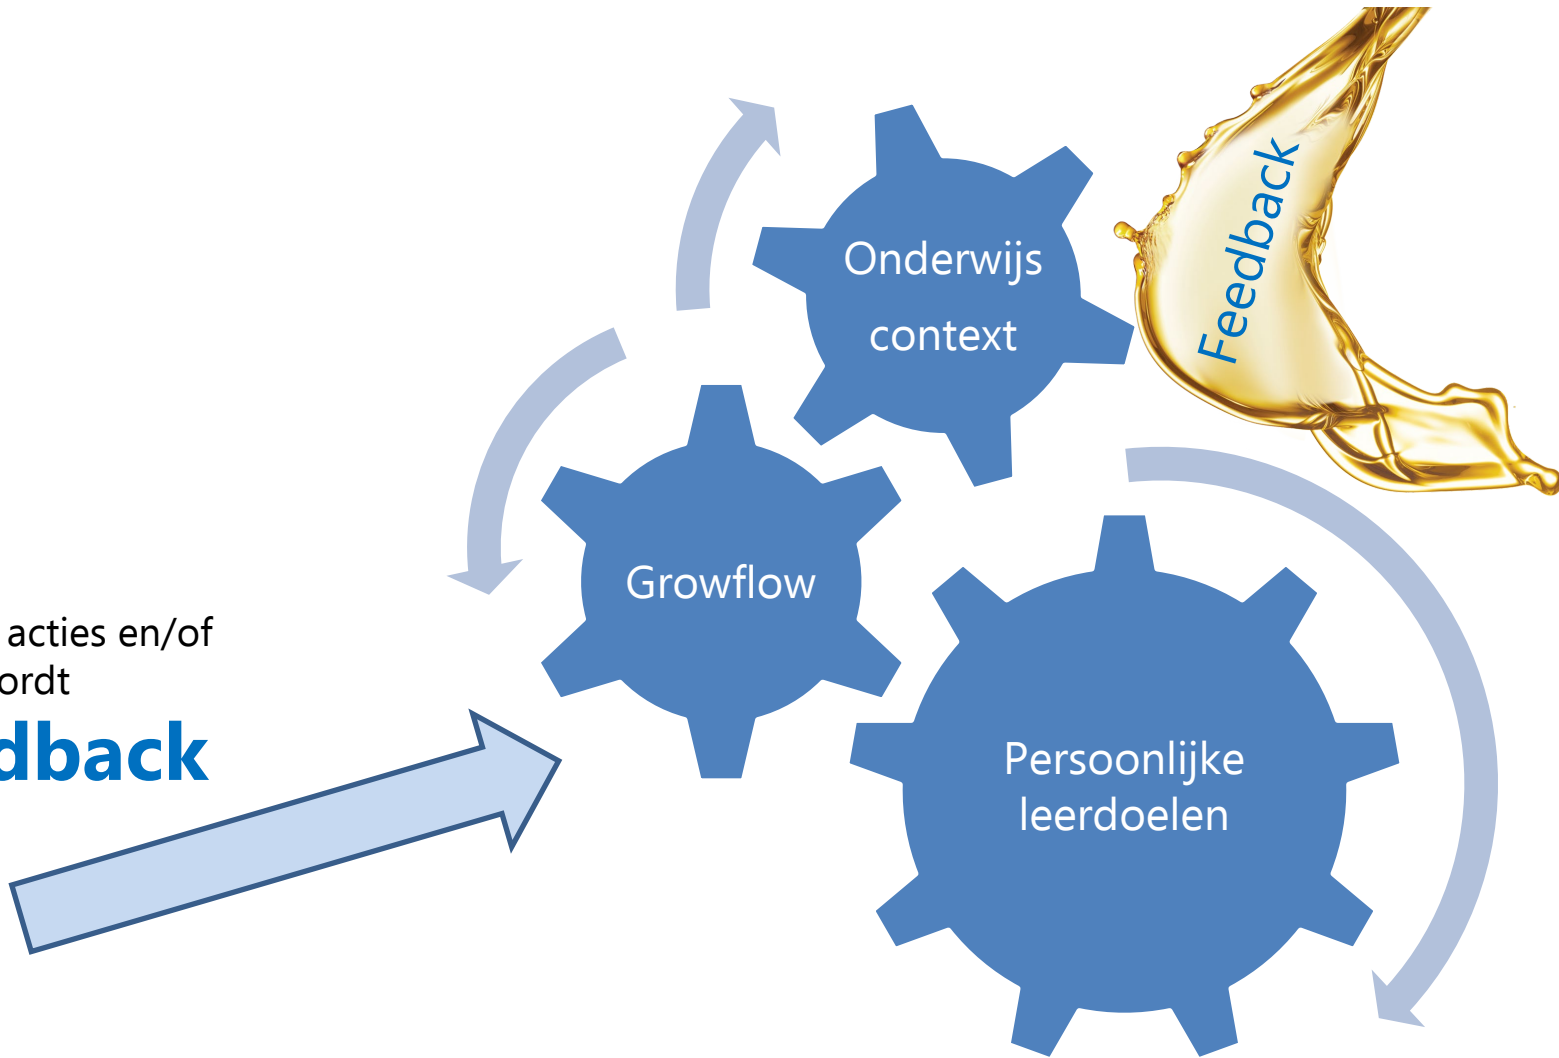 Onderwijs
context
Feedback
Growflow
acties en/of
ordt
dback
Persoonlijke
leerdoelen